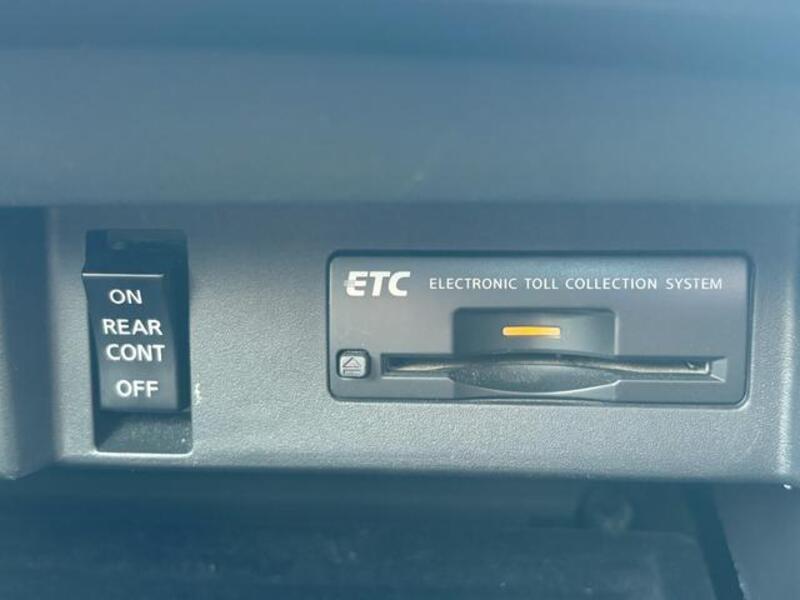 ON
REAR
CONT
OFF
ETC ELECTRONIC TOLL COLLECTION SYSTEM